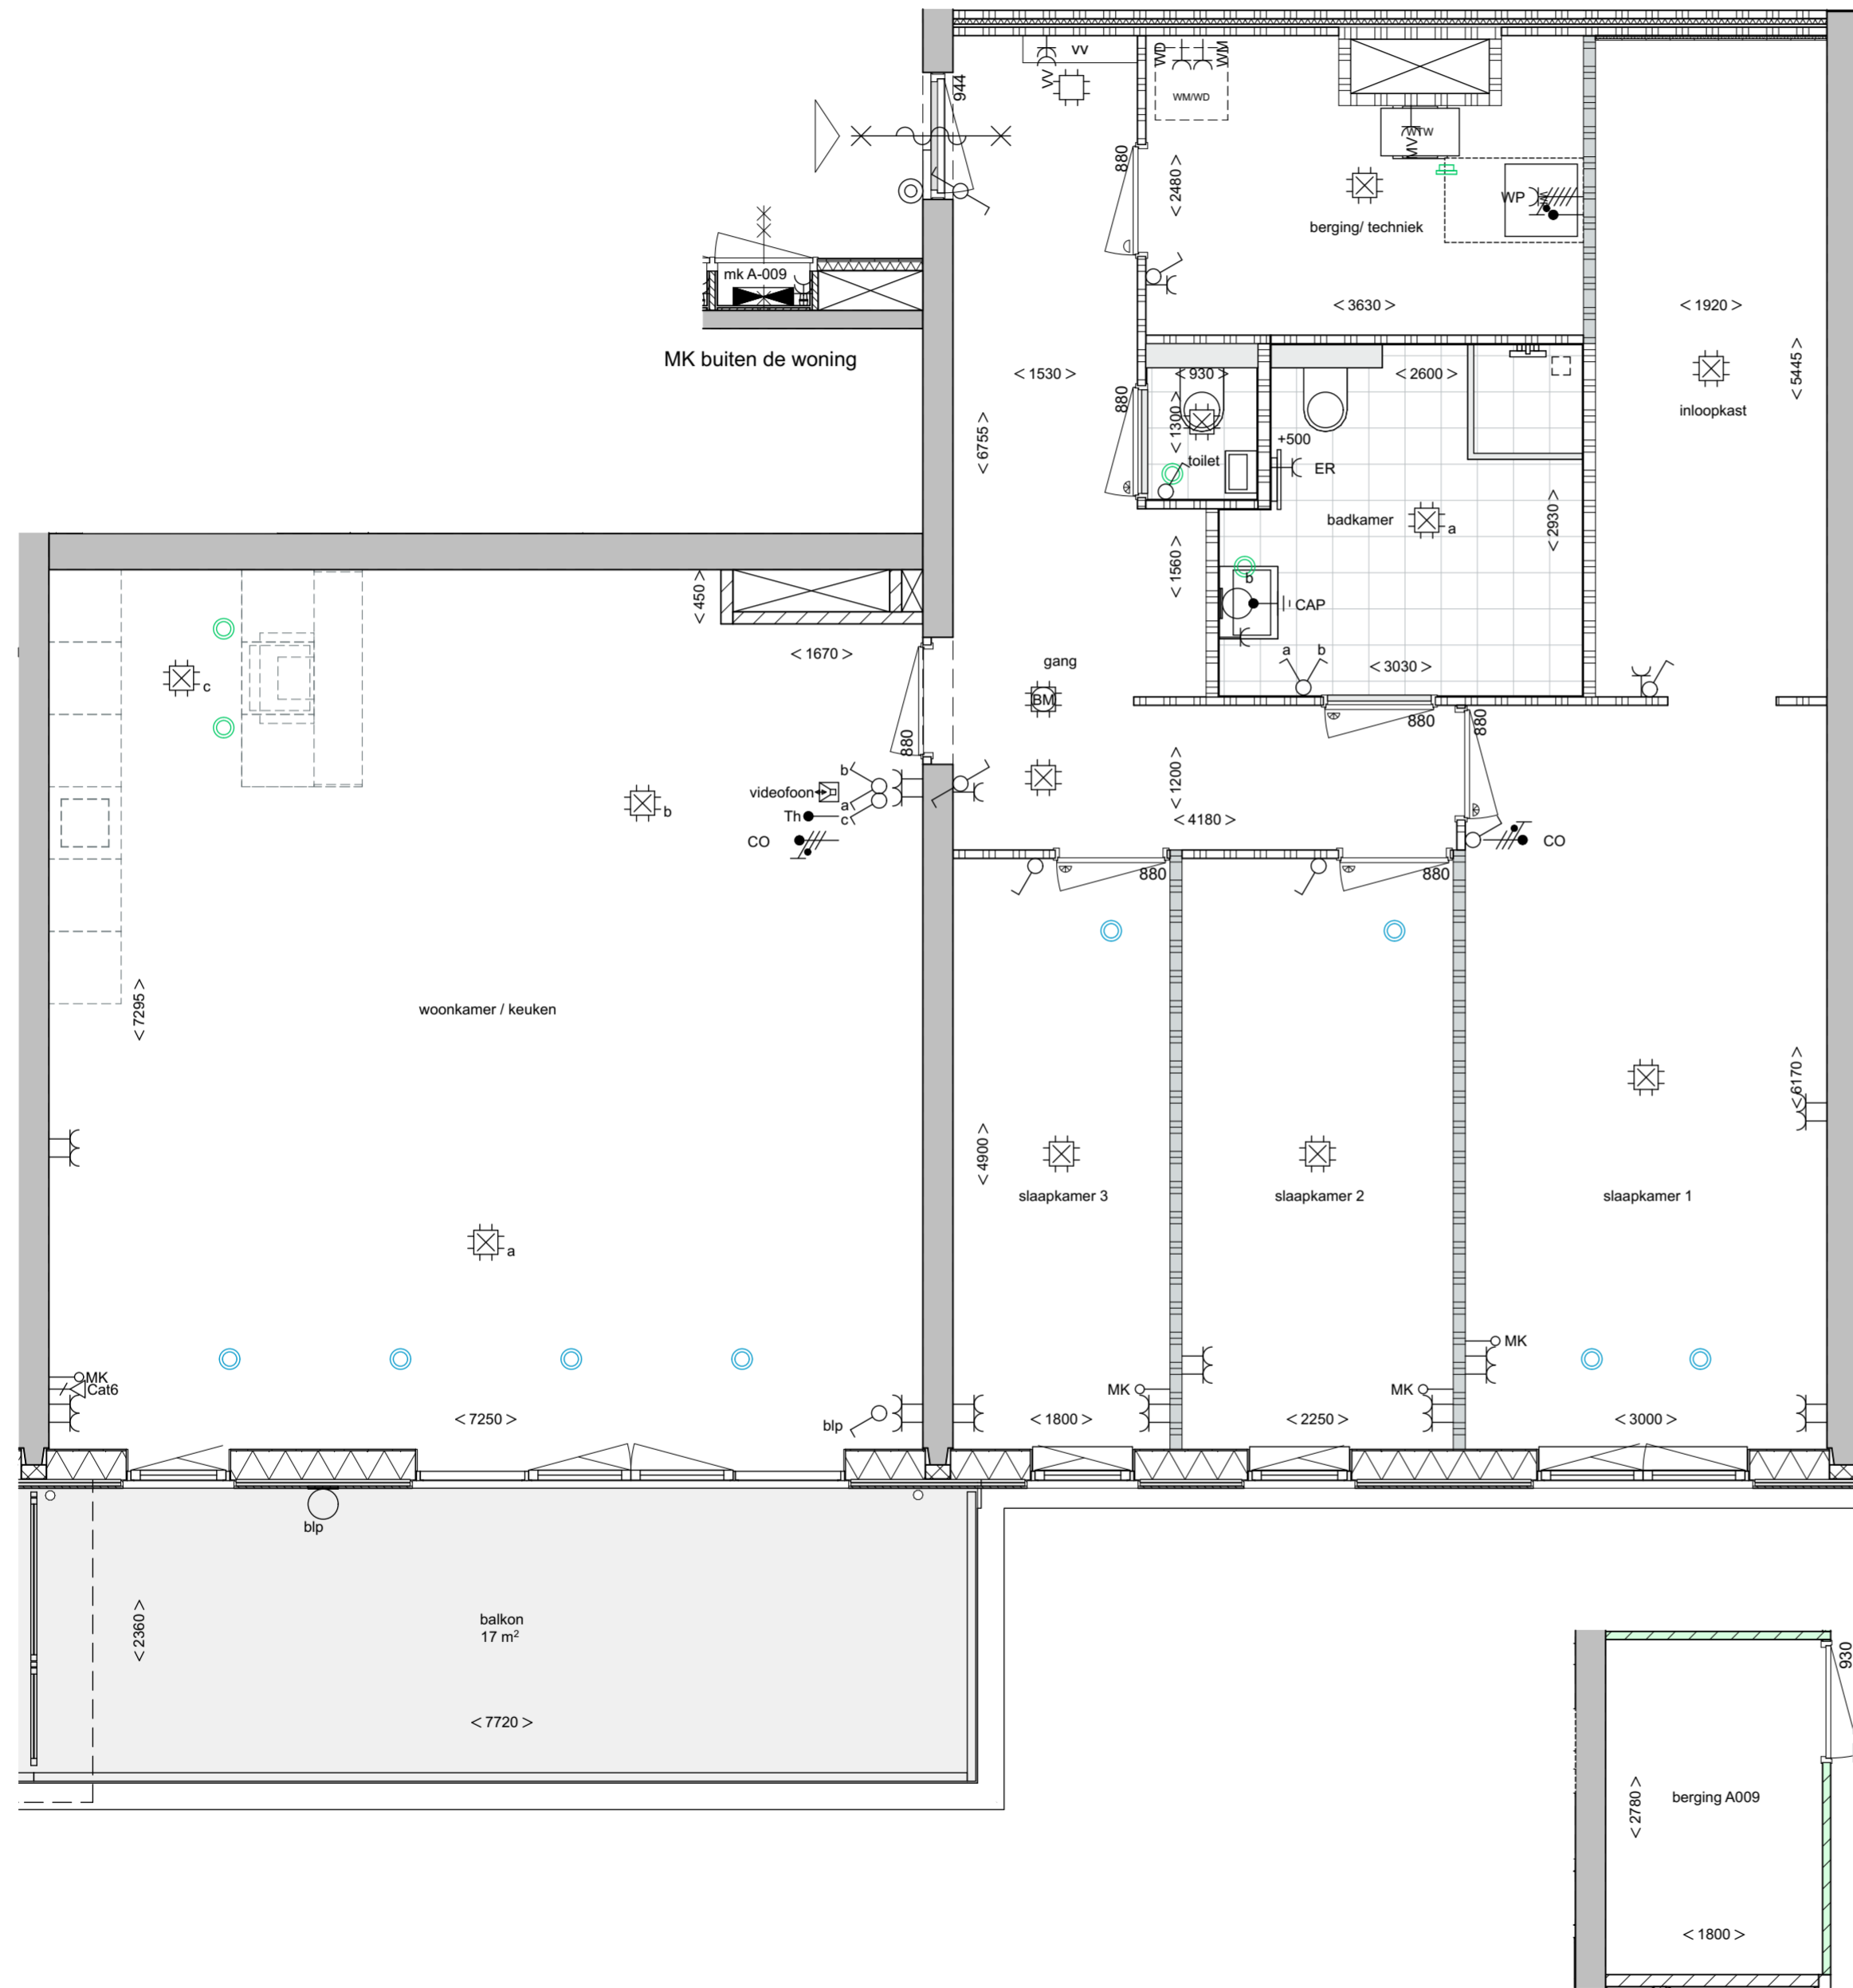 944
VV
VV
WD
WM
WM/WD
WTW
MV
880
< 2480 >
WP
berging/ techniek
mk A-009
< 3630 >
< 1920 >
MK buiten de woning
< 1530 >
880
< 930 >
< 2600 >
< 5445 >
inloopkast
< 1300 >
< 6755 >
+500
toilet
ER
badkamer
a
< 2930 >
< 450 >
< 1560 >
b
CAP
< 1670 >
a b
< 3030 >
gang
c
BM
880
880
880
b
videofoon
a
b
Th
c
< 1200 >
< 4180 >
CO
CO
880
880
< 7295 >
woonkamer / keuken
< 6170 >
< 4900 >
slaapkamer 3
slaapkamer 2
slaapkamer 1
a
MK
MK
Cat6
MK
MK
< 7250 >
blp
< 1800 >
< 2250 >
< 3000 >
blp
balkon
17 m²
< 2360 >
930
< 7720 >
berging A009
< 2780 >
< 1800 >